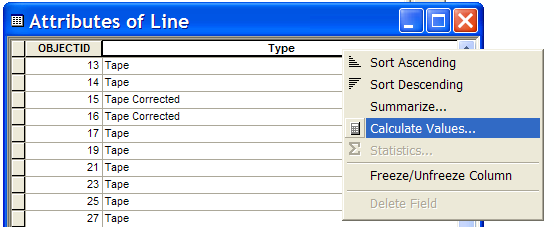 Attributes of Line
OBJECTID Type
13 Tape
14 Tape
15 Tape Corrected
16 Tape Corrected
17 Tape
19 Tape
21 Tape
23 Tape
25 Tape
27 Tape
Sort Ascending
Sort Descending
Summarize...
Calculate Values...
Statistics...
Freeze/Unfreeze Column
Delete Field